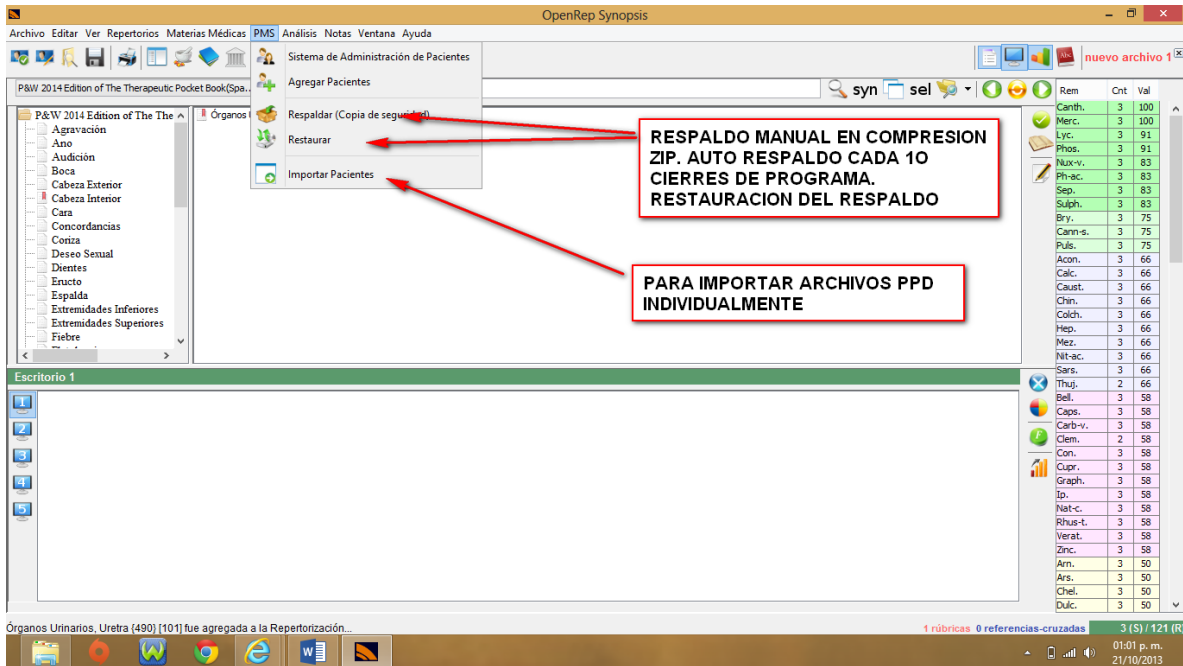 OpenRep Synopsis
Archivo Editar Ver Repertorios Materias Médicas PMS Análisis Notas Ventana Ayuda
Sistema de Administración de Pacientes
Agregar Pacientes
Respaldar (Copia de seguridad)
Restaurar
Importar Pacientes
nuevo archivo 1
P&W 2014 Edition of The Therapeutic Pocket Book(Spa..
syn sel
P&W 2014 Edition of The The
Agravación
Ano
Audición
Boca
Cabeza Exterior
Cabeza Interior
Cara
Concordancias
Coriza
Deseo Sexual
Dientes
Eructo
Espalda
Extremidades Inferiores
Extremidades Superiores
Fiebre
Órganos
RESPALDO MANUAL EN COMPRESION
ZIP. AUTO RESPALDO CADA 1O
CIERRES DE PROGRAMA.
RESTAURACION DEL RESPALDO
PARA IMPORTAR ARCHIVOS PPD
INDIVIDUALMENTE
Rem Cnt Val
Canth. 3 100
Merc. 3 100
Lyc. 3 91
Phos. 3 91
Nux-v. 3 83
Ph-ac. 3 83
Sep. 3 83
Sulph. 3 83
Bry. 3 75
Cann-s. 3 75
Puls. 3 75
Acon. 3 66
Calc. 3 66
Caust. 3 66
Chin. 3 66
Colch. 3 66
Hep. 3 66
Mez. 3 66
Nit-ac. 3 66
Sars. 3 66
Thuj. 2 66
Bell. 3 58
Caps. 3 58
Carb-v. 3 58
Clem. 2 58
Con. 3 58
Cupr. 3 58
Graph. 3 58
Ip. 3 58
Nat-c. 3 58
Rhus-t. 3 58
Verat. 3 58
Zinc. 3 58
Arn. 3 50
Ars. 3 50
Chel. 3 50
Dulc. 3 50
Escritorio 1
1
2
3
4
5
Órganos Urinarios, Uretra {490} [101] fue agregada a la Repertorización...
1 rúbricas 0 referencias-cruzadas 3 (S) / 121 (R)
01:01 p. m.
21/10/2013